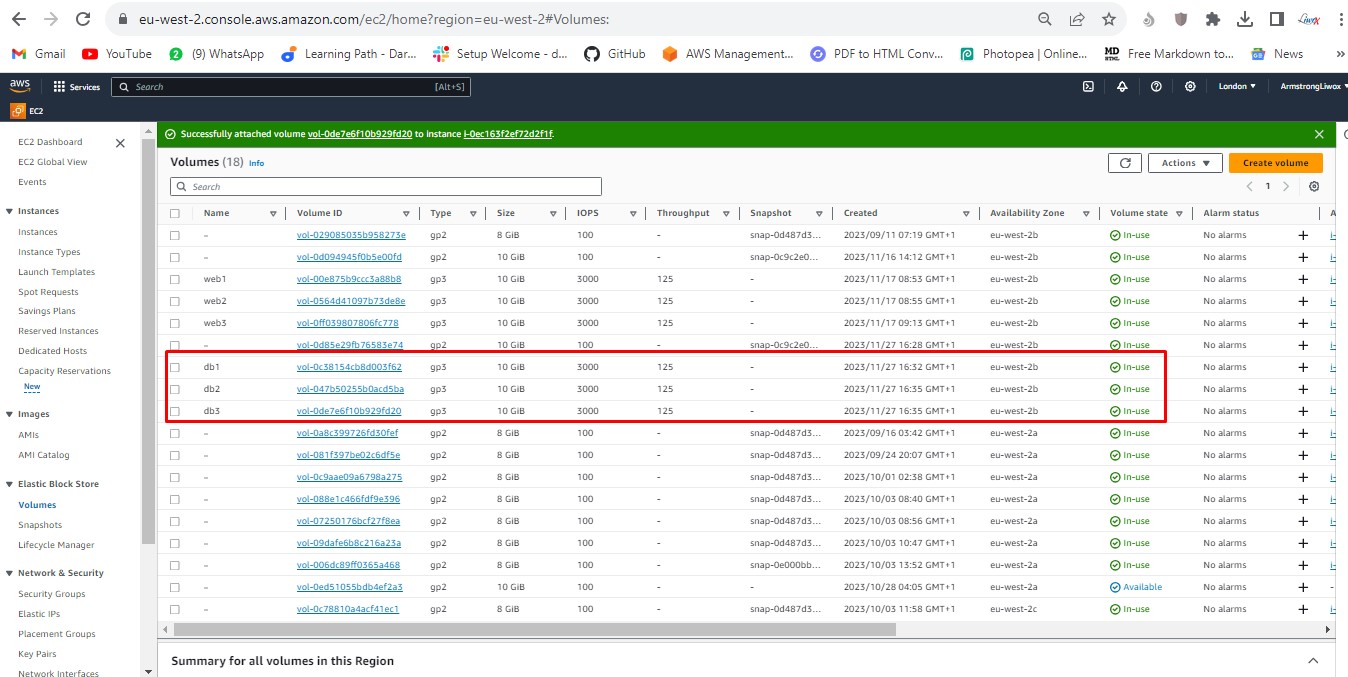 eu-west-2.console.aws.amazon.com/ec2/home?region=eu-west-2#Volumes:
Gmail YouTube (9) WhatsApp Learning Path - Dar... Setup Welcome - d... GitHub AWS Management... PDF to HTML Conv... Photopea | Online... Free Markdown to... News »
aws Services Search [Alt+S] London ArmstrongLiwox
EC2
Successfully attached volume vol-0de7e6f10b929fd20 to instance i-0ec163f2ef72d2f1f.
EC2 Dashboard
EC2 Global View
Events
Instances
Instances
Instance Types
Launch Templates
Spot Requests
Savings Plans
Reserved Instances
Dedicated Hosts
Capacity Reservations
New
Images
AMIs
AMI Catalog
Elastic Block Store
Volumes
Snapshots
Lifecycle Manager
Network & Security
Security Groups
Elastic IPs
Placement Groups
Key Pairs
Network Interfaces
Volumes (18) Info Actions Create volume
Search 1
Name Volume ID Type Size IOPS Throughput Snapshot Created Availability Zone Volume state Alarm status A
– vol-029085035b958273e gp2 8 GiB 100 - snap-0d487d3... 2023/09/11 07:19 GMT+1 eu-west-2b In-use No alarms + i-
– vol-0d094945f0b5e00fd gp2 10 GiB 100 - snap-0c9c2e0... 2023/11/16 14:12 GMT+1 eu-west-2b In-use No alarms + i-
web1 vol-00e875b9ccc3a88b8 gp3 10 GiB 3000 125 - 2023/11/17 08:53 GMT+1 eu-west-2b In-use No alarms + i-
web2 vol-0564d41097b73de8e gp3 10 GiB 3000 125 - 2023/11/17 08:55 GMT+1 eu-west-2b In-use No alarms + i-
web3 vol-0ff039807806fc778 gp3 10 GiB 3000 125 - 2023/11/17 09:13 GMT+1 eu-west-2b In-use No alarms + i-
– vol-0d85e29fb76583e74 gp2 10 GiB 100 - snap-0c9c2e0... 2023/11/27 16:28 GMT+1 eu-west-2b In-use No alarms + i-
db1 vol-0c38154cb8d003f62 gp3 10 GiB 3000 125 - 2023/11/27 16:32 GMT+1 eu-west-2b In-use No alarms + i-
db2 vol-047b50255b0acd5ba gp3 10 GiB 3000 125 - 2023/11/27 16:35 GMT+1 eu-west-2b In-use No alarms + i-
db3 vol-0de7e6f10b929fd20 gp3 10 GiB 3000 125 - 2023/11/27 16:35 GMT+1 eu-west-2b In-use No alarms + i-
– vol-0a8c399726fd30fef gp2 8 GiB 100 - snap-0d487d3... 2023/09/16 03:42 GMT+1 eu-west-2a In-use No alarms + i-
– vol-081f397be02c6df5e gp2 8 GiB 100 - snap-0d487d3... 2023/09/24 20:07 GMT+1 eu-west-2a In-use No alarms + i-
– vol-0c9aae09a6798a275 gp2 8 GiB 100 - snap-0d487d3... 2023/10/01 02:38 GMT+1 eu-west-2a In-use No alarms + i-
– vol-088e1c466fdf9e396 gp2 8 GiB 100 - snap-0d487d3... 2023/10/03 08:40 GMT+1 eu-west-2a In-use No alarms + i-
– vol-07250176bcf27f8ea gp2 8 GiB 100 - snap-0d487d3... 2023/10/03 08:56 GMT+1 eu-west-2a In-use No alarms + i-
– vol-09dafe6b8c216a23a gp2 8 GiB 100 - snap-0d487d3... 2023/10/03 10:47 GMT+1 eu-west-2a In-use No alarms + i-
– vol-006dc89ff0365a468 gp2 8 GiB 100 - snap-0e000bb... 2023/10/03 13:52 GMT+1 eu-west-2a In-use No alarms + i-
– vol-0ed51055bdb4ef2a3 gp2 10 GiB 100 - - 2023/10/28 04:05 GMT+1 eu-west-2a Available No alarms + -
– vol-0c78810a4acf41ec1 gp2 8 GiB 100 - snap-0d487d3... 2023/10/03 11:58 GMT+1 eu-west-2c In-use No alarms + i-
Summary for all volumes in this Region